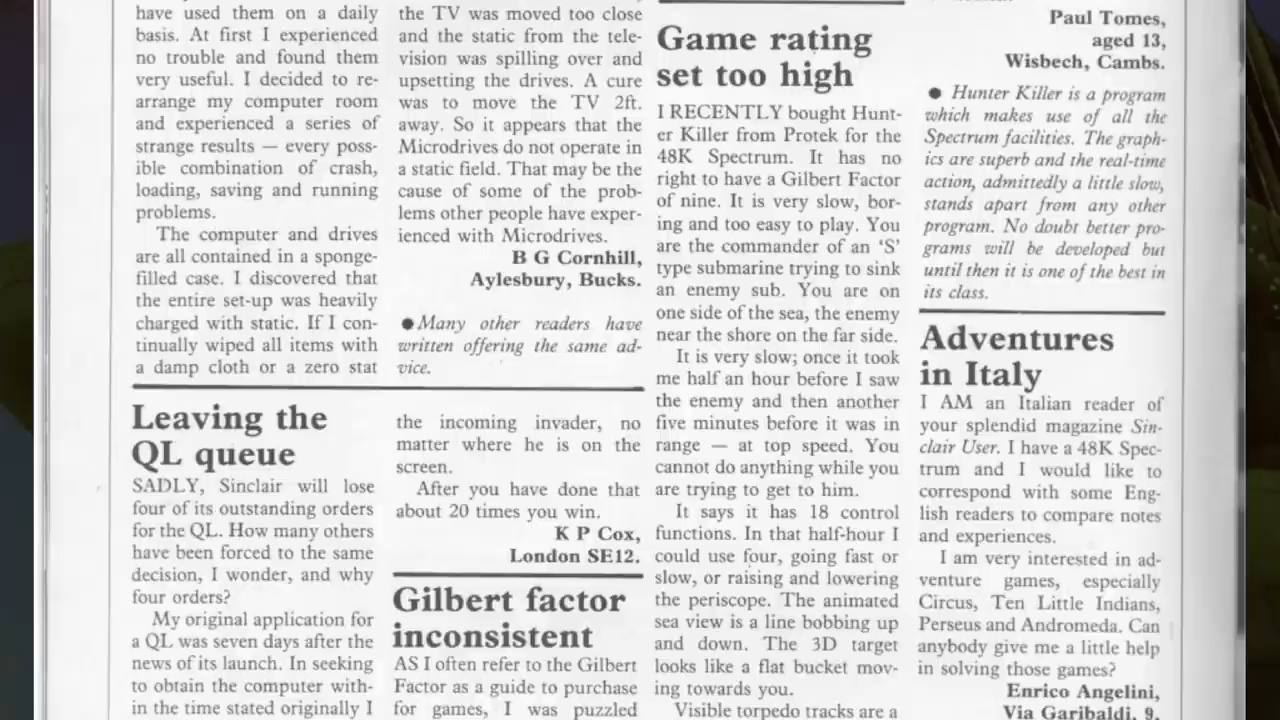 have used them on a daily
basis. At first I experienced
no trouble and found them
very useful. I decided to re-
arrange my computer room
and experienced a series of
strange results — every poss-
ible combination of crash,
loading, saving and running
problems.
The computer and drives
are all contained in a sponge-
filled case. I discovered that
the entire set-up was heavily
charged with static. If I con-
tinually wiped all items with
a damp cloth or a zero stat
the TV was moved too close
and the static from the tele-
vision was spilling over and
upsetting the drives. A cure
was to move the TV 2ft.
away. So it appears that the
Microdrives do not operate in
a static field. That may be the
cause of some of the prob-
lems other people have exper-
ienced with Microdrives.
B G Cornhill,
Aylesbury, Bucks.
● Many other readers have
written offering the same ad-
vice.
Leaving the
QL queue
SADLY, Sinclair will lose
four of its outstanding orders
for the QL. How many others
have been forced to the same
decision, I wonder, and why
four orders?
My original application for
a QL was seven days after the
news of its launch. In seeking
to obtain the computer with-
in the time stated originally I
the incoming invader, no
matter where he is on the
screen.
After you have done that
about 20 times you win.
K P Cox,
London SE12.
Gilbert factor
inconsistent
AS I often refer to the Gilbert
Factor as a guide to purchase
for games, I was puzzled
Game rating
set too high
I RECENTLY bought Hunt-
er Killer from Protek for the
48K Spectrum. It has no
right to have a Gilbert Factor
of nine. It is very slow, bor-
ing and too easy to play. You
are the commander of an 'S'
type submarine trying to sink
an enemy sub. You are on
one side of the sea, the enemy
near the shore on the far side.
It is very slow; once it took
me half an hour before I saw
the enemy and then another
five minutes before it was in
range — at top speed. You
cannot do anything while you
are trying to get to him.
It says it has 18 control
functions. In that half-hour I
could use four, going fast or
slow, or raising and lowering
the periscope. The animated
sea view is a line bobbing up
and down. The 3D target
looks like a flat bucket mov-
ing towards you.
Visible torpedo tracks are a
Paul Tomes,
aged 13,
Wisbech, Cambs.
● Hunter Killer is a program
which makes use of all the
Spectrum facilities. The graph-
ics are superb and the real-time
action, admittedly a little slow,
stands apart from any other
program. No doubt better pro-
grams will be developed but
until then it is one of the best in
its class.
Adventures
in Italy
I AM an Italian reader of
your splendid magazine Sin-
clair User. I have a 48K Spec-
trum and I would like to
correspond with some Eng-
lish readers to compare notes
and experiences.
I am very interested in ad-
venture games, especially
Circus, Ten Little Indians,
Perseus and Andromeda. Can
anybody give me a little help
in solving those games?
Enrico Angelini,
Via Garibaldi, 9,